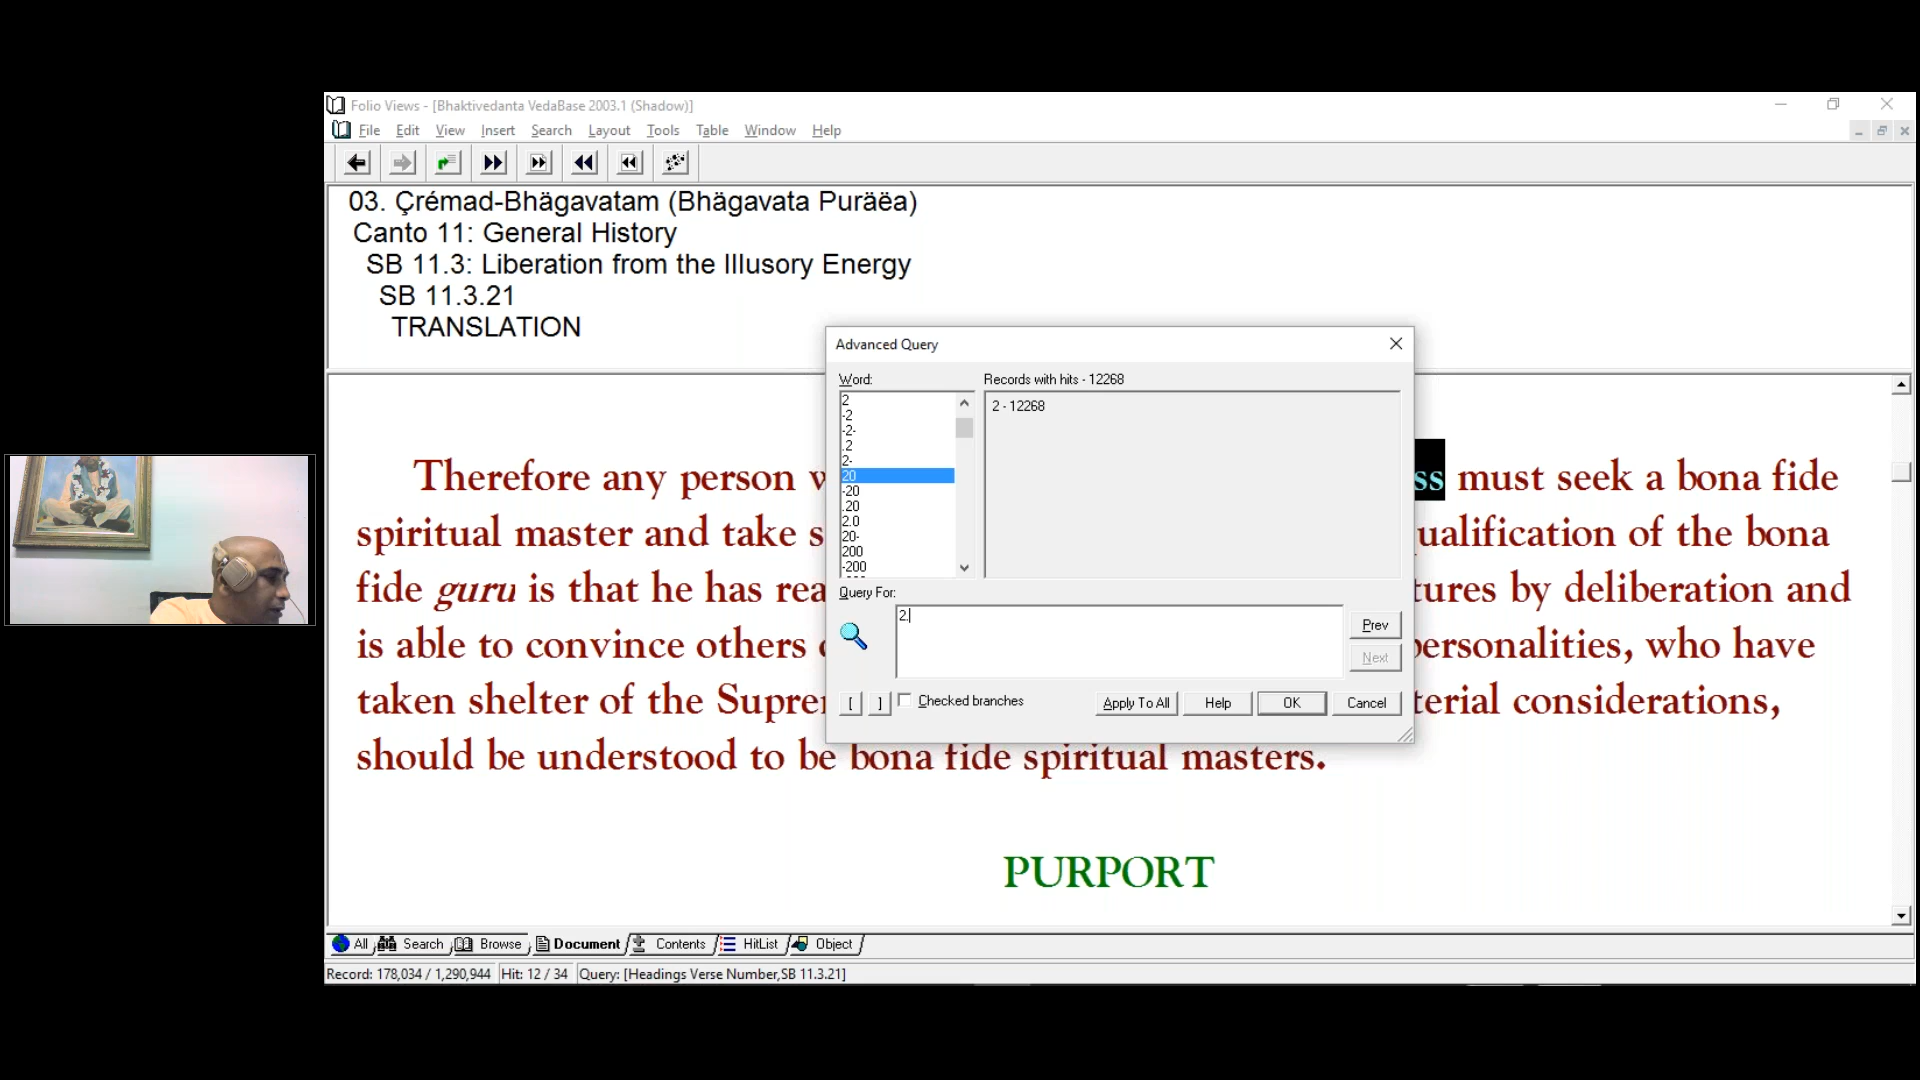 Folio Views - [Bhaktivedanta VedaBase 2003.1 (Shadow)]
File Edit View Insert Search Layout Tools Table Window Help
03. Çrémad-Bhägavatam (Bhägavata Puräëa)
Canto 11: General History
SB 11.3: Liberation from the Illusory Energy
SB 11.3.21
TRANSLATION
Advanced Query
Word:
Records with hits - 12268
2
-2
-2-
.2
2-
20
-20
.20
2.0
20-
200
-200
2 - 12268
Query For:
2.
Prev
Next
[ ] Checked branches Apply To All Help OK Cancel
Therefore any person ss must seek a bona fide
spiritual master and take s ualification of the bona
fide guru is that he has rea tures by deliberation and
is able to convince others personalities, who have
taken shelter of the Suprem terial considerations,
should be understood to be bona fide spiritual masters.
PURPORT
All Search Browse Document Contents HitList Object
Record: 178,034 / 1,290,944 Hit: 12 / 34 Query: [Headings Verse Number,SB 11.3.21]